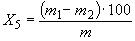 X₅ = (m₁ − m₂) · 100 / m